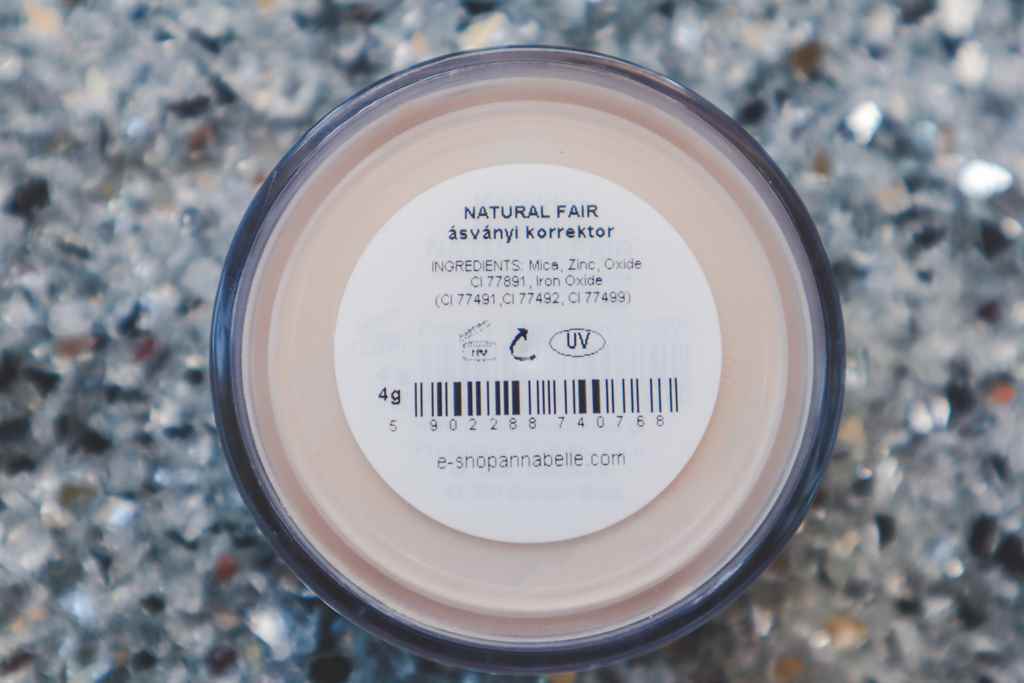 NATURAL FAIR
ásványi korrektor
INGREDIENTS: Mica, Zinc, Oxide
CI 77891, Iron Oxide
(CI 77491,CI 77492, CI 77499)
UV
4g
5 902288 740768
e-shopannabelle.com